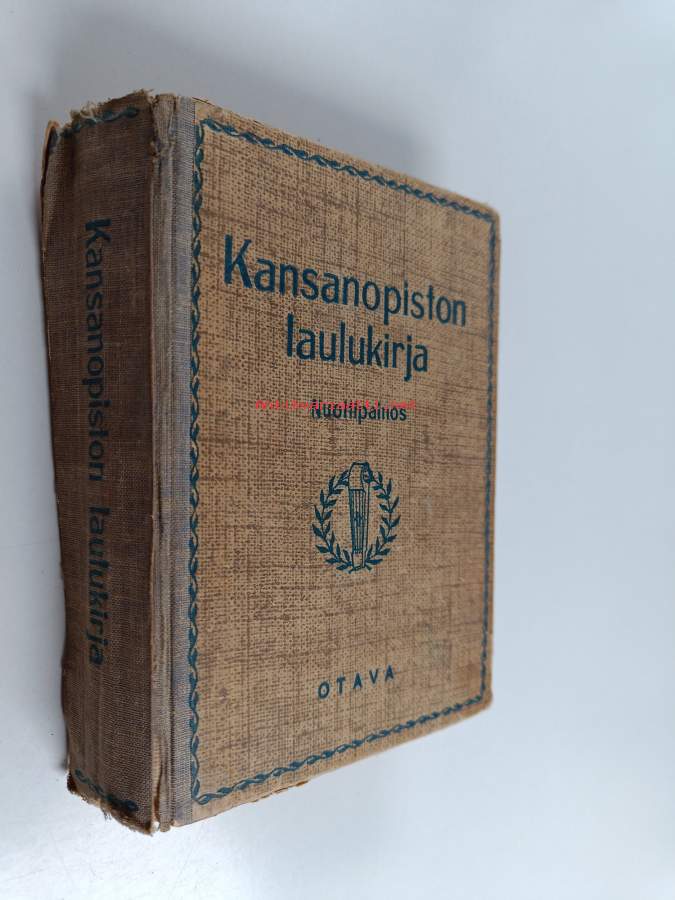 Kansanopiston
laulukirja
Nuottipainos
OTAVA
Kansanopiston laulukirja